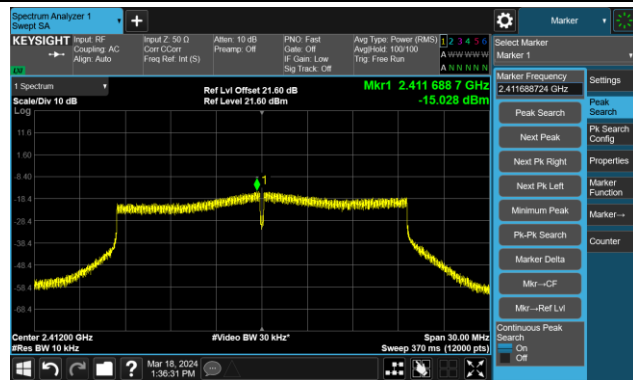 Spectrum Analyzer 1
Swept SA
Marker
KEYSIGHT
Input: RF
Coupling: AC
Align: Auto
Input Z: 50 Ω
Corr CCorr
Freq Ref: Int (S)
Atten: 10 dB
Preamp: Off
PNO: Fast
Gate: Off
IF Gain: Low
Sig Track: Off
Avg Type: Power (RMS)
Avg|Hold: 100/100
Trig: Free Run
1 2 3 4 5 6
A W W W W W
A N N N N N
Select Marker
Marker 1
1 Spectrum
Scale/Div 10 dB
Ref Lvl Offset 21.60 dB
Ref Level 21.60 dBm
Mkr1 2.411 688 7 GHz
-15.028 dBm
Log
11.6
1.60
-8.40
-18.4
-28.4
-38.4
-48.4
-58.4
-68.4
1
Center 2.41200 GHz
#Res BW 10 kHz
#Video BW 30 kHz*
Span 30.00 MHz
Sweep 370 ms (12000 pts)
Marker Frequency
2.411688724 GHz
Peak Search
Next Peak
Next Pk Right
Next Pk Left
Minimum Peak
Pk-Pk Search
Marker Delta
Mkr→CF
Mkr→Ref Lvl
Continuous Peak
Search
On
Off
Settings
Peak
Search
Pk Search
Config
Properties
Marker
Function
Marker→
Counter
Mar 18, 2024
1:36:31 PM